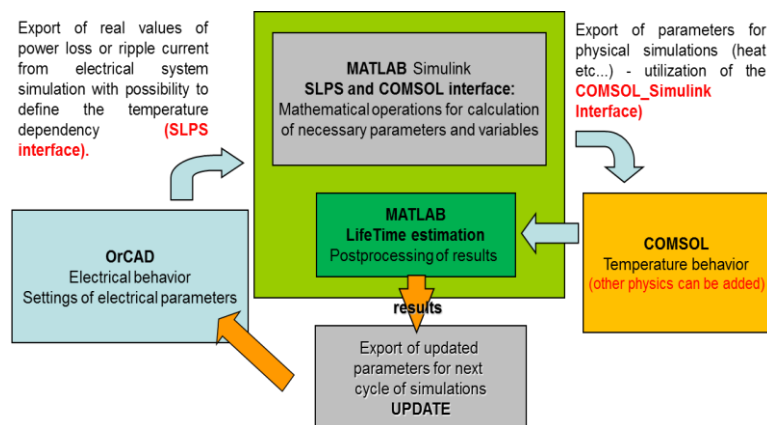 Export of real values of
power loss or ripple current
from electrical system
simulation with possibility to
define the temperature
dependency (SLPS
interface).
MATLAB Simulink
SLPS and COMSOL interface:
Mathematical operations for calculation
of necessary parameters and variables
Export of parameters for
physical simulations (heat
etc...) - utilization of the
COMSOL_Simulink
Interface)
OrCAD
Electrical behavior
Settings of electrical parameters
MATLAB
LifeTime estimation
Postprocessing of results
COMSOL
Temperature behavior
(other physics can be added)
results
Export of updated
parameters for next
cycle of simulations
UPDATE